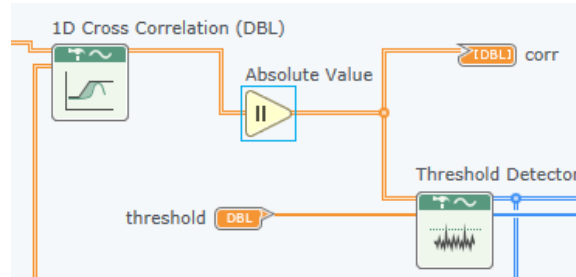 1D Cross Correlation (DBL)
[DBL] corr
Absolute Value
Threshold Detector
threshold DBL